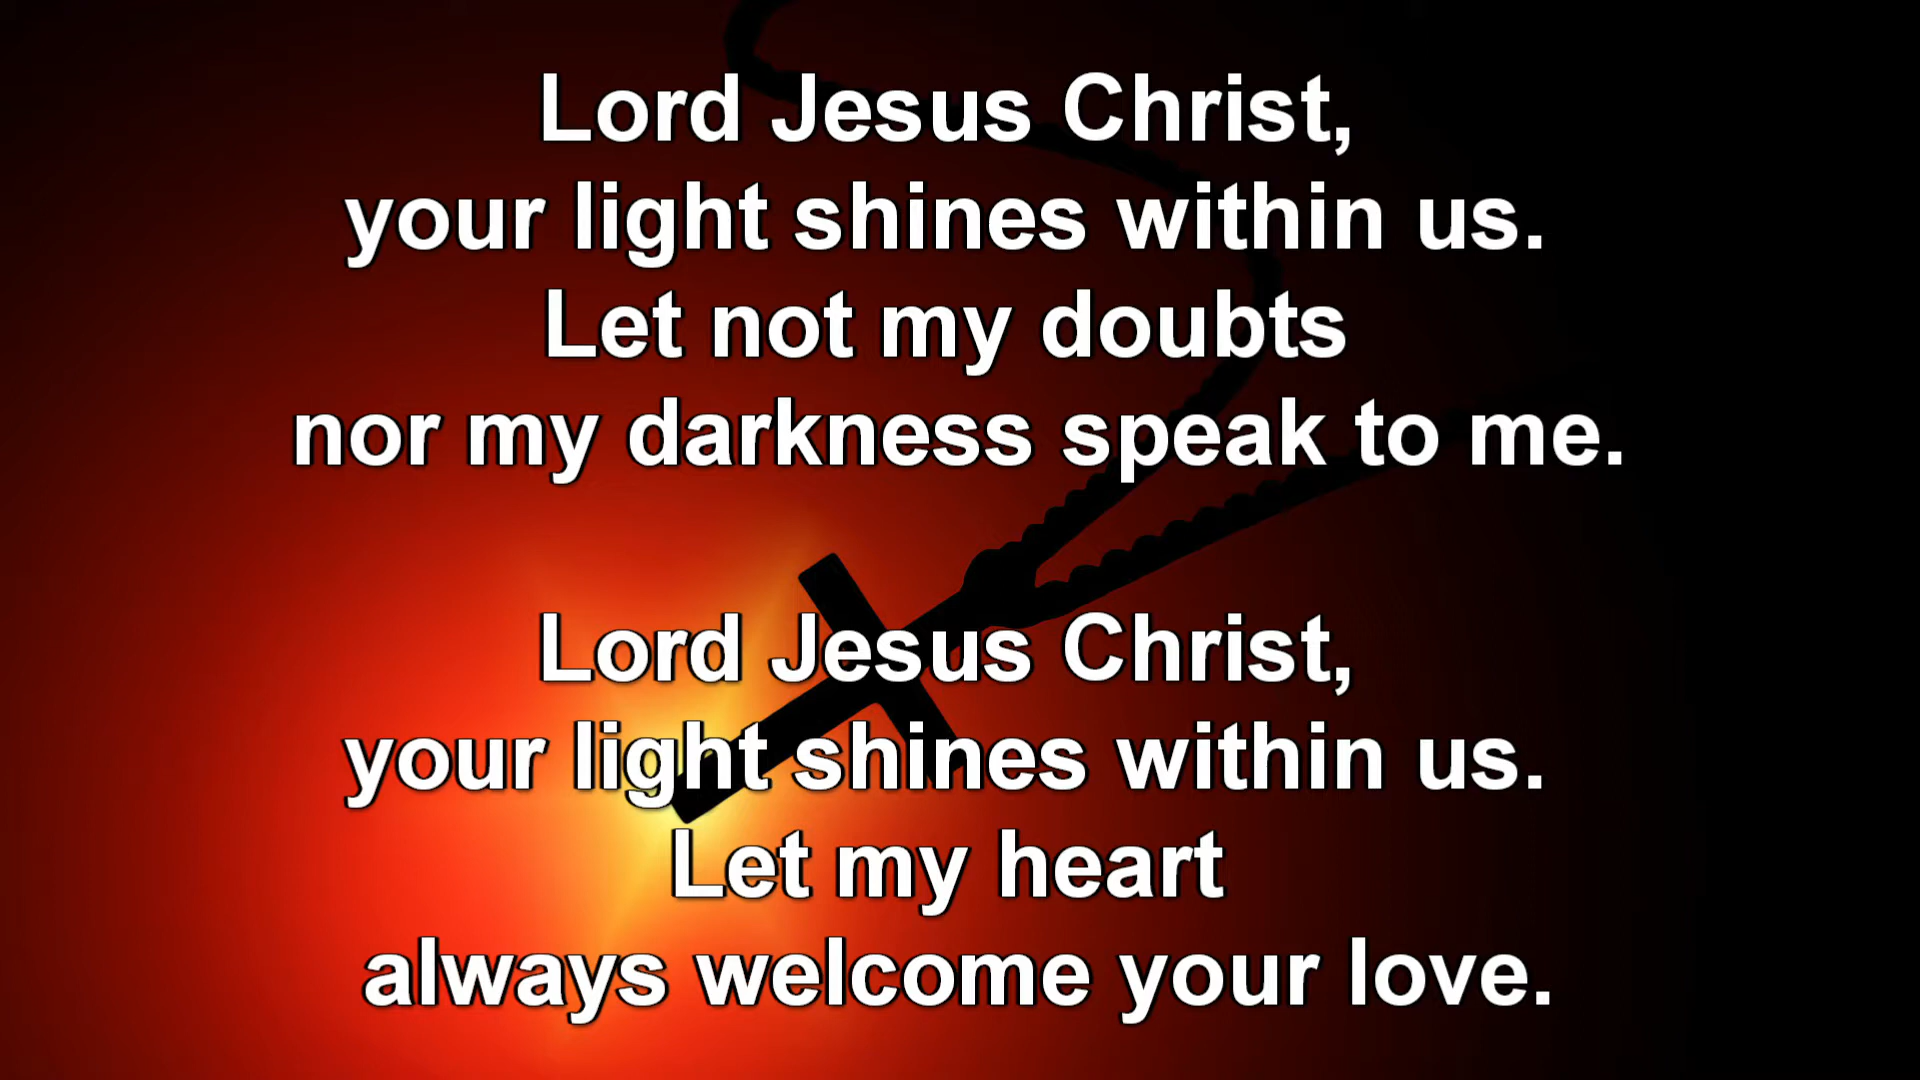 Lord Jesus Christ,
your light shines within us.
Let not my doubts
nor my darkness speak to me.
Lord Jesus Christ,
your light shines within us.
Let my heart
always welcome your love.